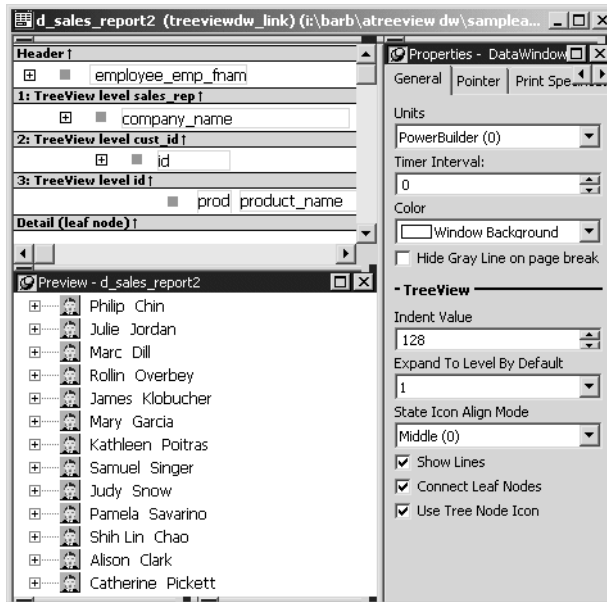 d_sales_report2 (treeviewdw_link) (i:\barb\atreeview dw\samplea...
Header ↑
employee_emp_fnam
1: TreeView level sales_rep ↑
company_name
2: TreeView level cust_id ↑
id
3: TreeView level id ↑
prod product_name
Detail (leaf node) ↑
Preview - d_sales_report2
Philip Chin
Julie Jordan
Marc Dill
Rollin Overbey
James Klobucher
Mary Garcia
Kathleen Poitras
Samuel Singer
Judy Snow
Pamela Savarino
Shih Lin Chao
Alison Clark
Catherine Pickett
Properties - DataWindow
General Pointer Print
Units
PowerBuilder (0)
Timer Interval:
0
Color
Window Background
Hide Gray Line on page break
- TreeView
Indent Value
128
Expand To Level By Default
1
State Icon Align Mode
Middle (0)
Show Lines
Connect Leaf Nodes
Use Tree Node Icon